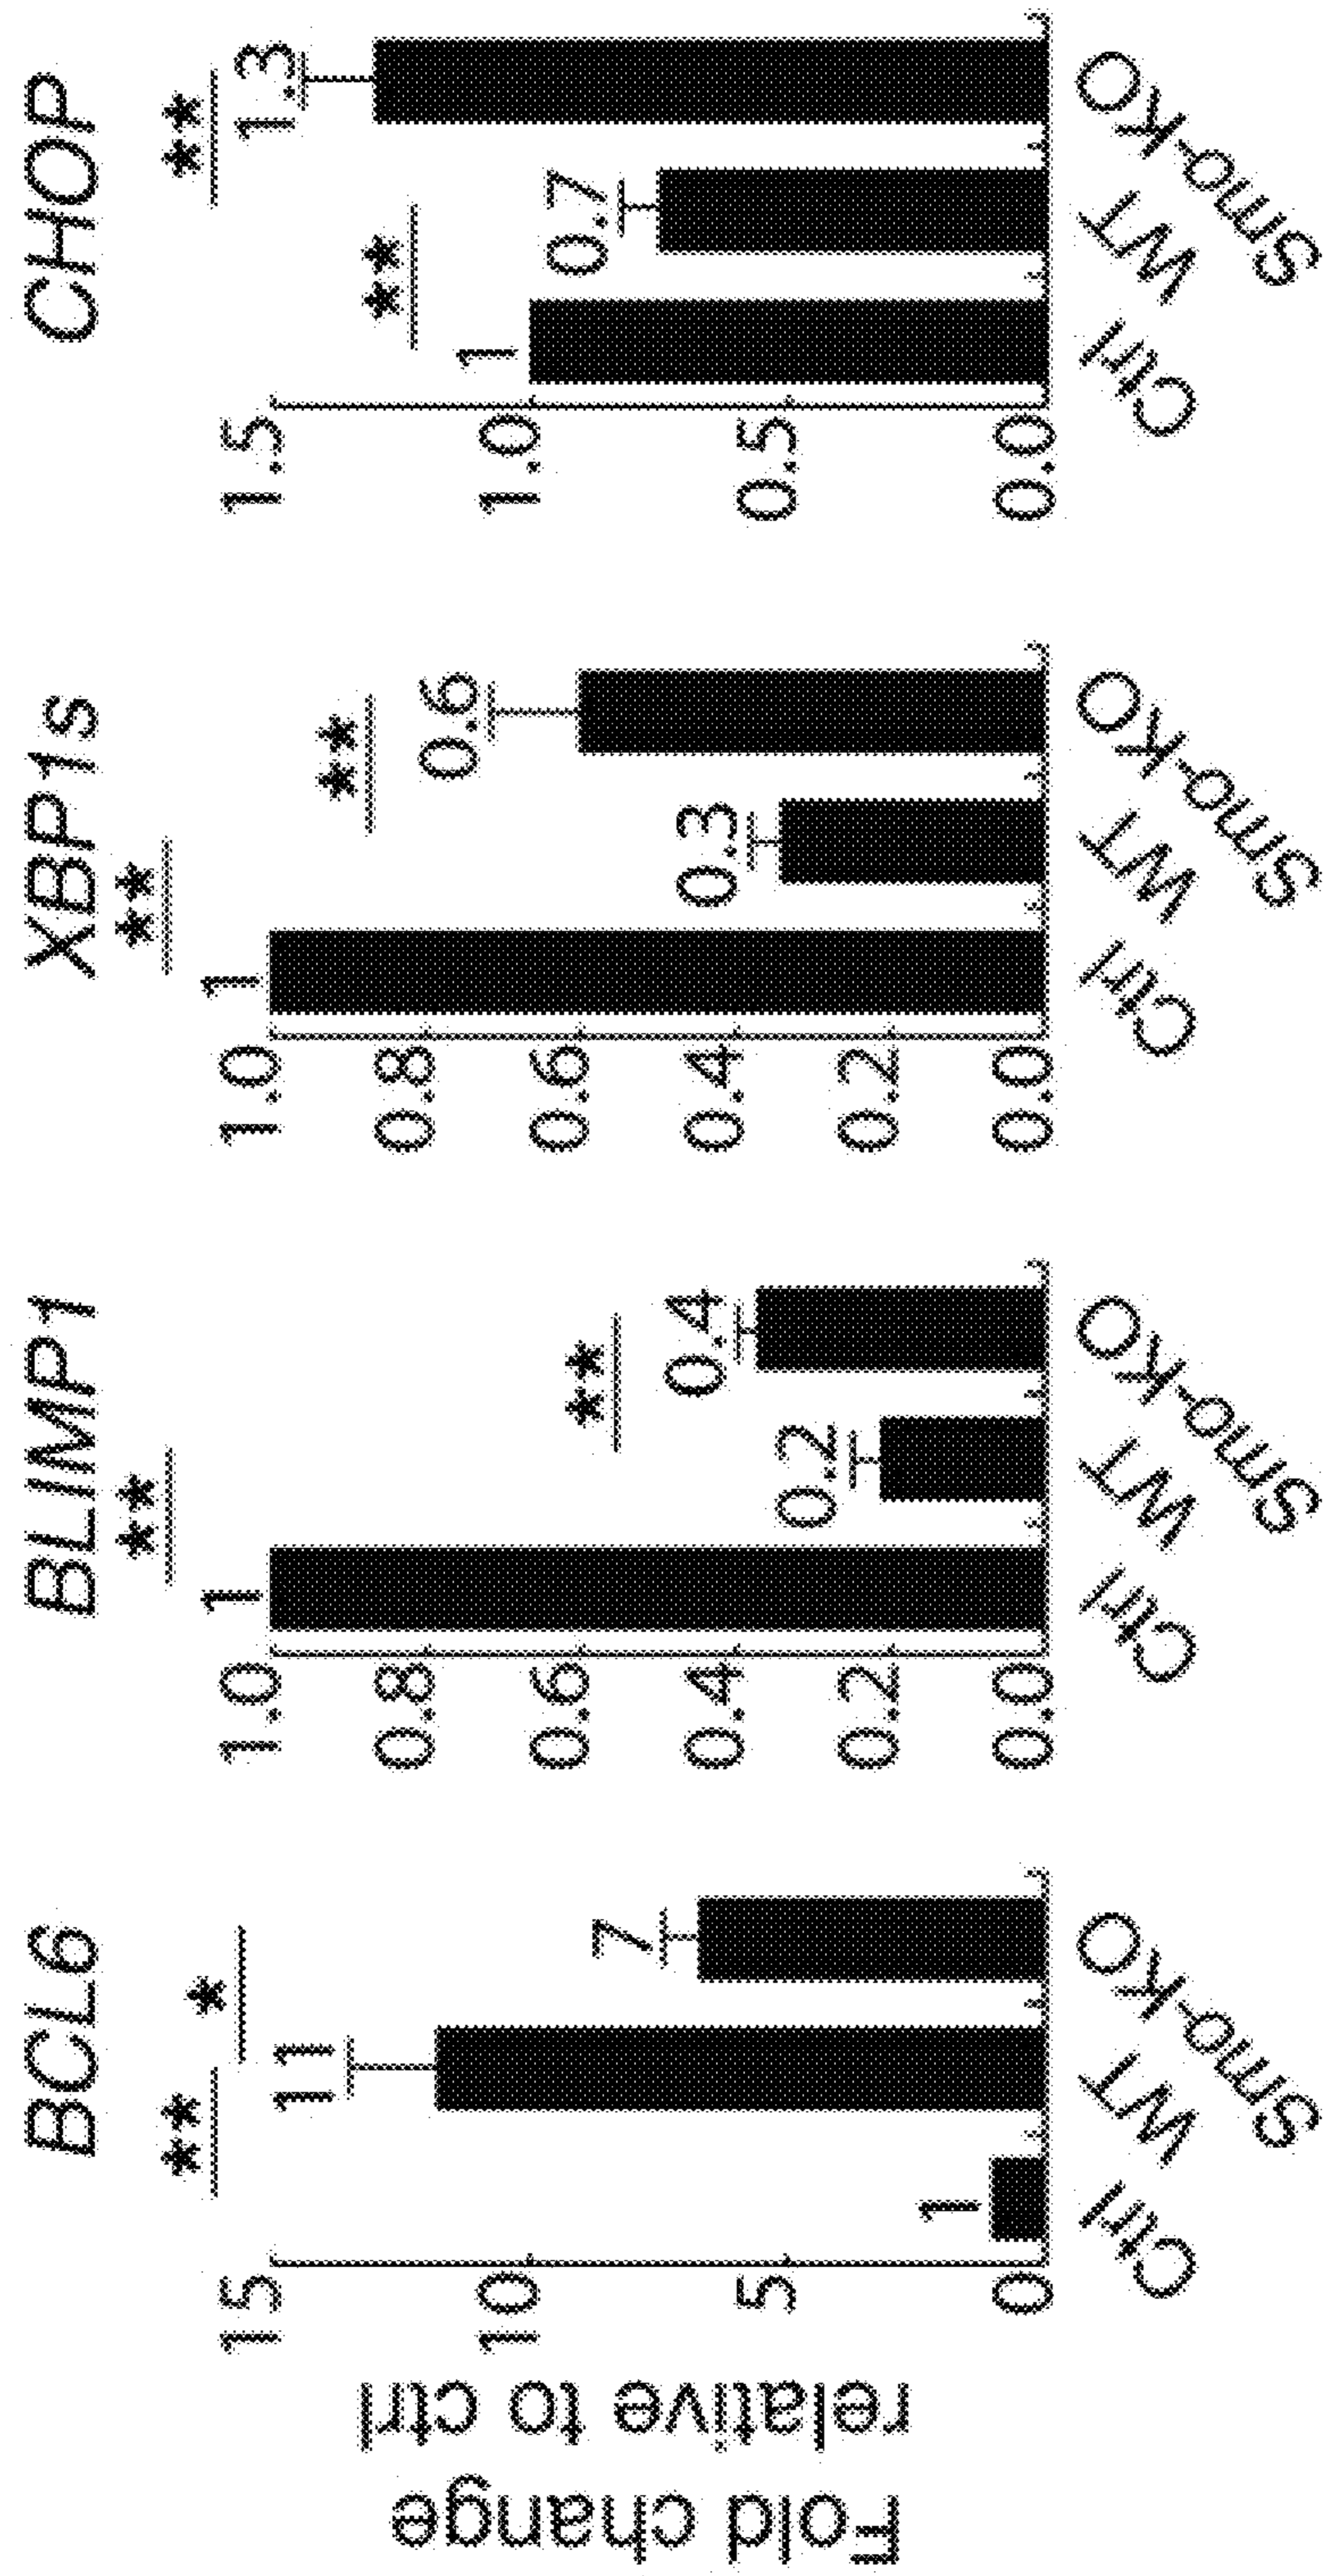 Fold change
relative to ctrl
BCL6
**
*
15
10
5
0
1
11
7
Ctrl
WT
Smo-KO
BLIMP1
**
**
1.0
0.8
0.6
0.4
0.2
0.0
1
0.2
0.4
Ctrl
WT
Smo-KO
XBP1s
**
**
1.0
0.8
0.6
0.4
0.2
0.0
1
0.3
0.6
Ctrl
WT
Smo-KO
CHOP
**
**
1.5
1.0
0.5
0.0
1
0.7
1.3
Ctrl
WT
Smo-KO